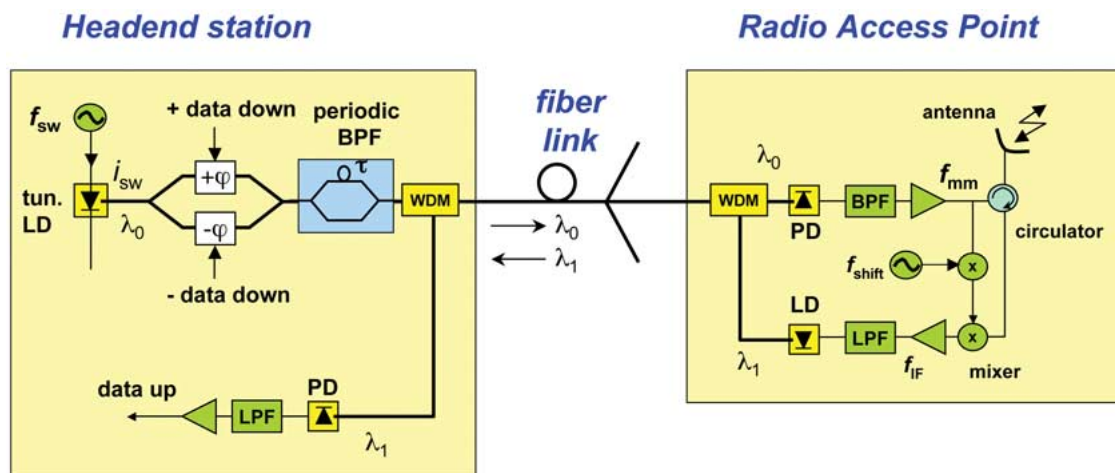 Headend station
Radio Access Point
fiber
link
f_sw
+ data down
periodic
BPF
τ
i_sw
+φ
-φ
tun.
LD
λ₀
WDM
- data down
λ₀
λ₁
data up
LPF
PD
λ₁
antenna
λ₀
f_mm
WDM
BPF
PD
circulator
f_shift
x
LD
LPF
x
λ₁
f_IF
mixer